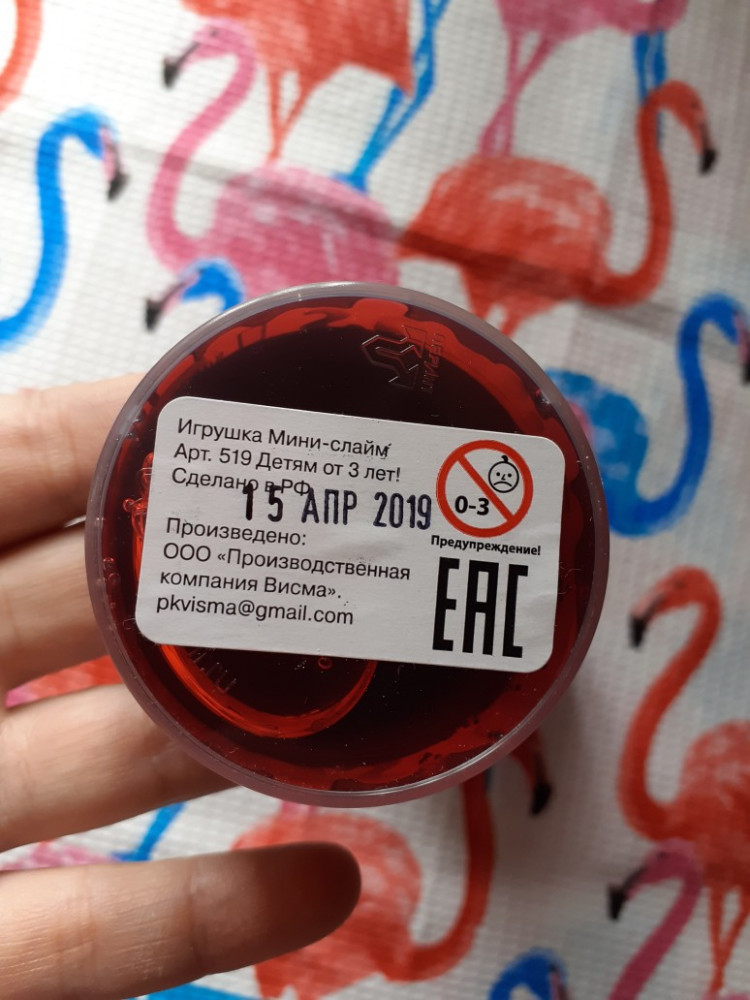 Игрушка Мини-слайм
Арт. 519 Детям от 3 лет!
Сделано в РФ
15 АПР 2019
Произведено:
ООО «Производственная
компания Висма».
pkvisma@gmail.com
0-3
Предупреждение!
EAC